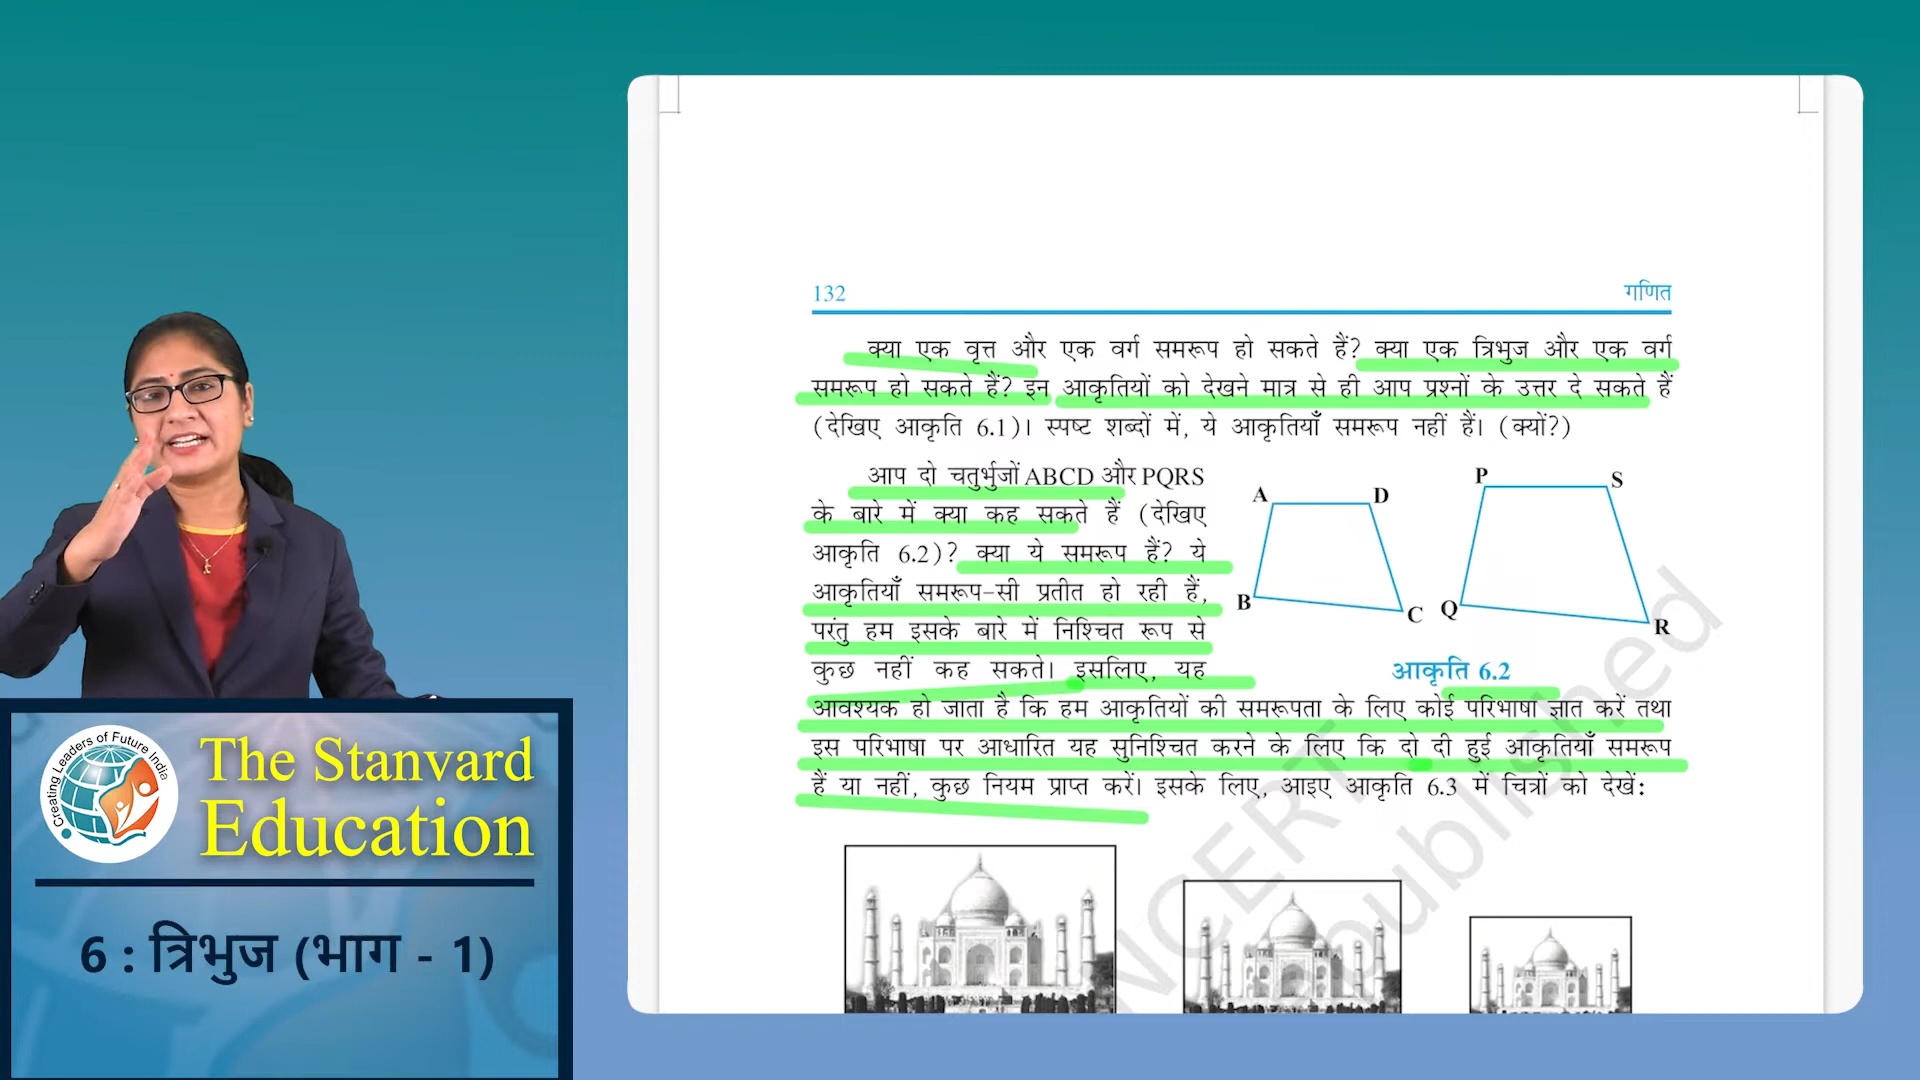 132
गणित
क्या एक वृत्त और एक वर्ग समरूप हो सकते हैं? क्या एक त्रिभुज और एक वर्ग
समरूप हो सकते हैं? इन आकृतियों को देखने मात्र से ही आप प्रश्नों के उत्तर दे सकते हैं
(देखिए आकृति 6.1)। स्पष्ट शब्दों में, ये आकृतियाँ समरूप नहीं हैं। (क्यों?)
आप दो चतुर्भुजों ABCD और PQRS
के बारे में क्या कह सकते हैं (देखिए
आकृति 6.2)? क्या ये समरूप हैं? ये
आकृतियाँ समरूप-सी प्रतीत हो रही हैं,
परंतु हम इसके बारे में निश्चित रूप से
कुछ नहीं कह सकते। इसलिए, यह
A
D
B
C
P
S
Q
R
आकृति 6.2
आवश्यक हो जाता है कि हम आकृतियों की समरूपता के लिए कोई परिभाषा ज्ञात करें तथा
इस परिभाषा पर आधारित यह सुनिश्चित करने के लिए कि दो दी हुई आकृतियाँ समरूप
हैं या नहीं, कुछ नियम प्राप्त करें। इसके लिए, आइए आकृति 6.3 में चित्रों को देखें:
NCERT
published
Creating Leaders of Future India
The Stanvard
Education
6 : त्रिभुज (भाग - 1)